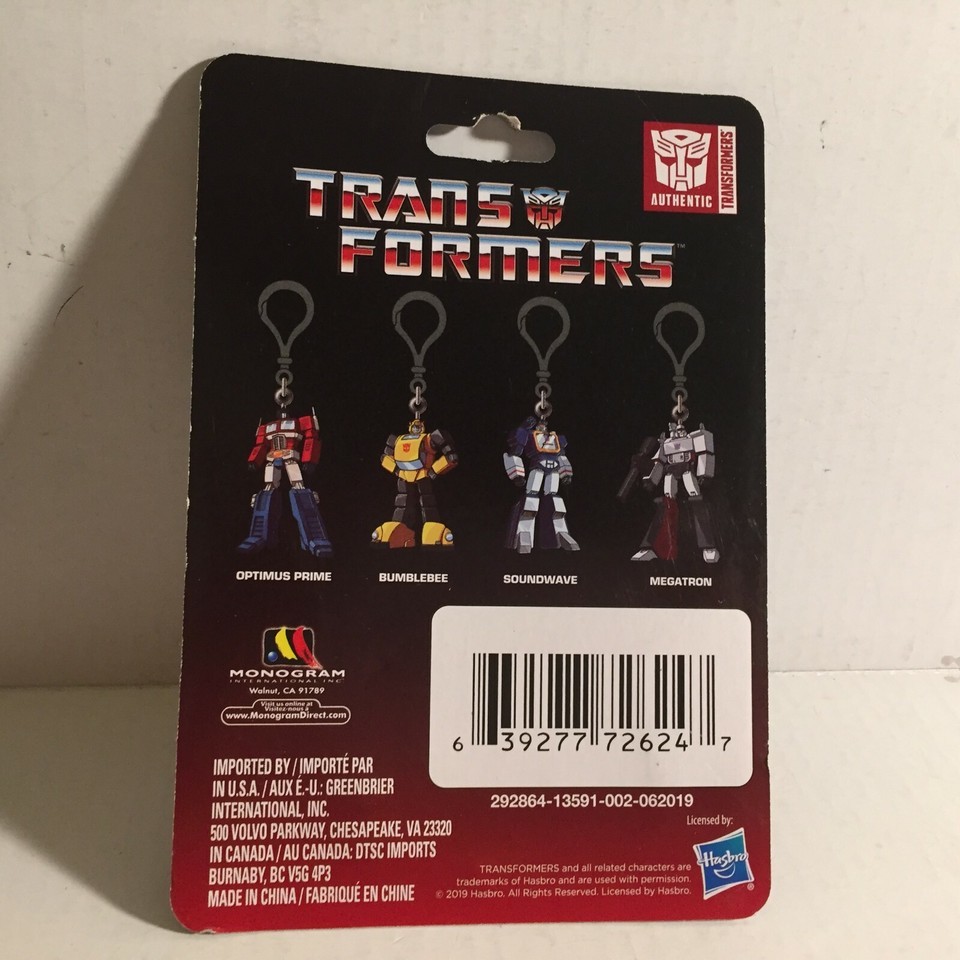 TRANS
FORMERS™
AUTHENTIC
TRANSFORMERS
OPTIMUS PRIME
BUMBLEBEE
SOUNDWAVE
MEGATRON
MONOGRAM
INTERNATIONAL INC
Walnut, CA 91789
Visit us online at
Visitez-nous à
www.MonogramDirect.com
6 39277 72624 7
292864-13591-002-062019
IMPORTED BY / IMPORTÉ PAR
IN U.S.A. / AUX É.-U.: GREENBRIER
INTERNATIONAL, INC.
500 VOLVO PARKWAY, CHESAPEAKE, VA 23320
IN CANADA / AU CANADA: DTSC IMPORTS
BURNABY, BC V5G 4P3
MADE IN CHINA / FABRIQUÉ EN CHINE
Licensed by:
Hasbro
®
TRANSFORMERS and all related characters are
trademarks of Hasbro and are used with permission.
© 2019 Hasbro. All Rights Reserved. Licensed by Hasbro.